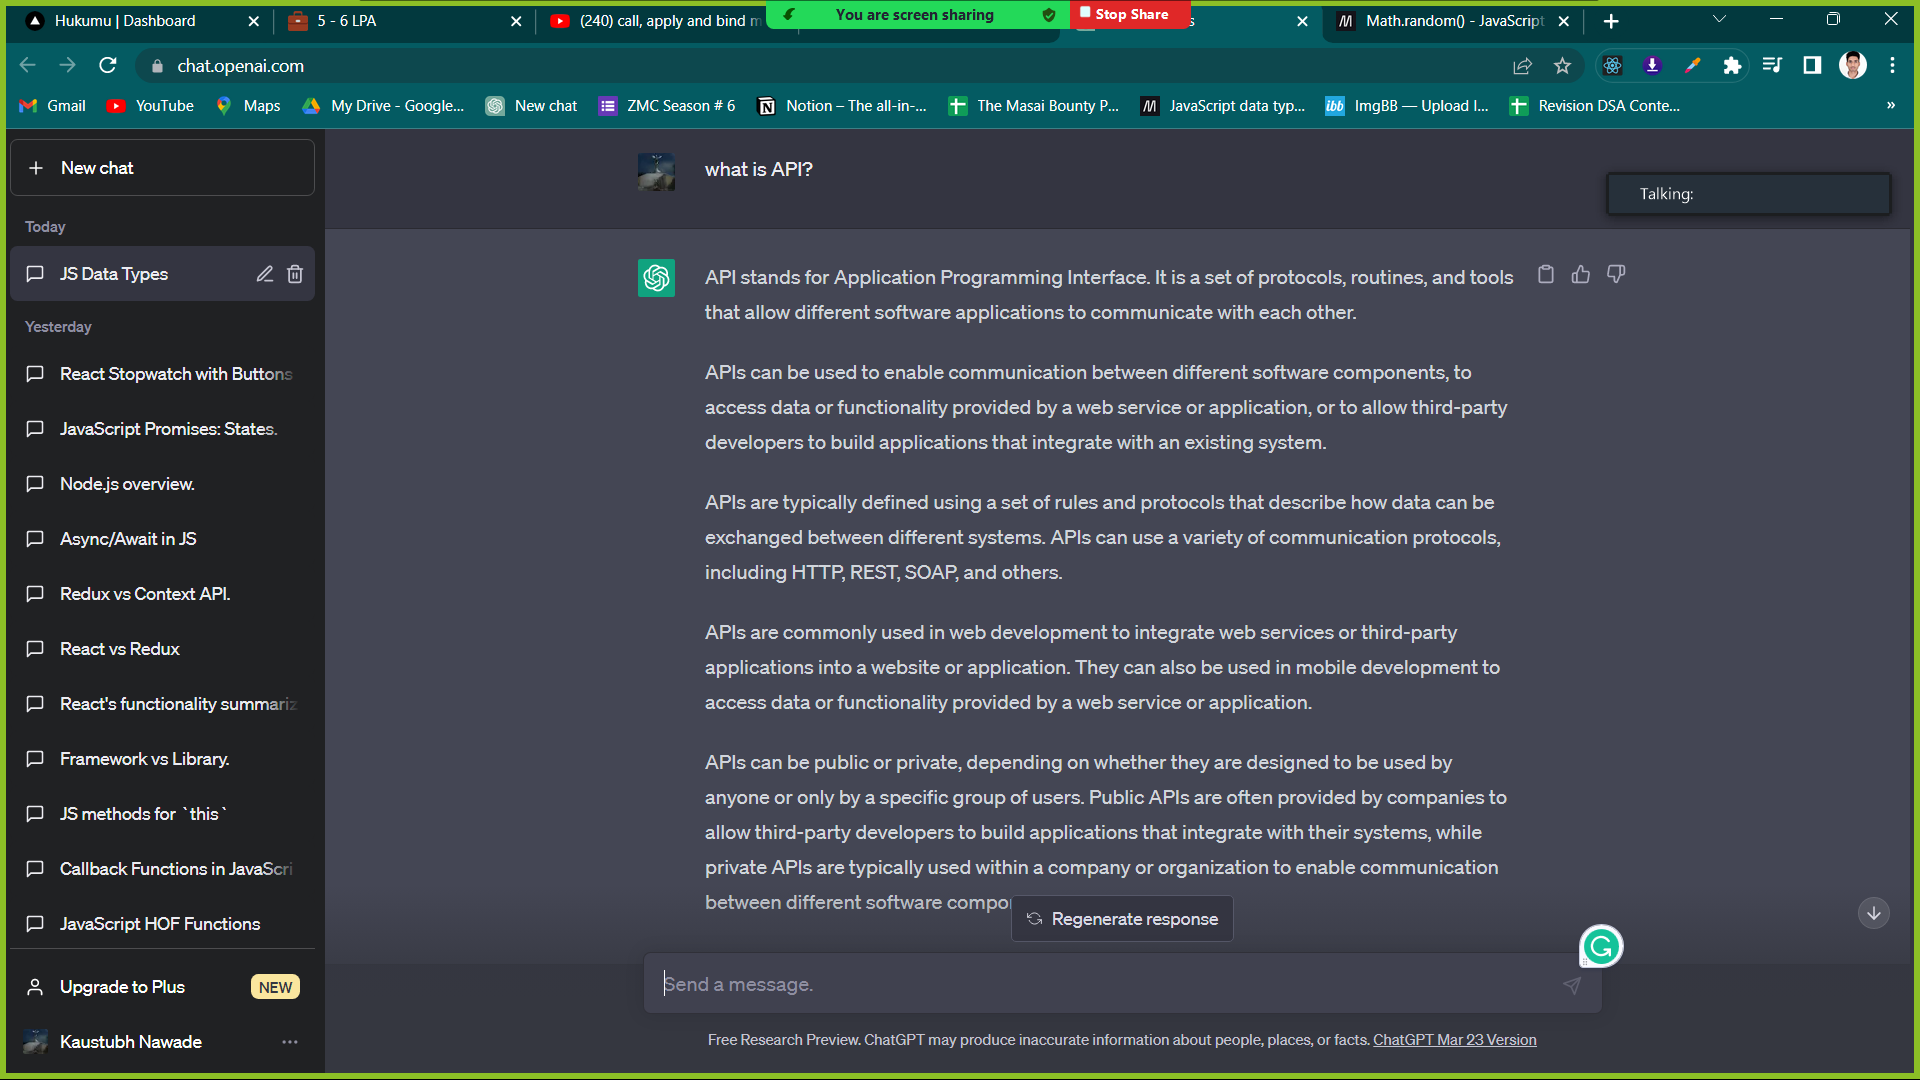 Hukumu | Dashboard
5 - 6 LPA
(240) call, apply and bind m
You are screen sharing
Stop Share
Math.random() - JavaScript
chat.openai.com
Gmail
YouTube
Maps
My Drive - Google...
New chat
ZMC Season # 6
Notion – The all-in-...
The Masai Bounty P...
JavaScript data typ...
ibb
ImgBB — Upload I...
Revision DSA Conte...
»
New chat
Today
JS Data Types
Yesterday
React Stopwatch with Buttons
JavaScript Promises: States.
Node.js overview.
Async/Await in JS
Redux vs Context API.
React vs Redux
React's functionality summariz
Framework vs Library.
JS methods for `this`
Callback Functions in JavaScri
JavaScript HOF Functions
Upgrade to Plus
NEW
Kaustubh Nawade
what is API?
Talking:
API stands for Application Programming Interface. It is a set of protocols, routines, and tools
that allow different software applications to communicate with each other.
APIs can be used to enable communication between different software components, to
access data or functionality provided by a web service or application, or to allow third-party
developers to build applications that integrate with an existing system.
APIs are typically defined using a set of rules and protocols that describe how data can be
exchanged between different systems. APIs can use a variety of communication protocols,
including HTTP, REST, SOAP, and others.
APIs are commonly used in web development to integrate web services or third-party
applications into a website or application. They can also be used in mobile development to
access data or functionality provided by a web service or application.
APIs can be public or private, depending on whether they are designed to be used by
anyone or only by a specific group of users. Public APIs are often provided by companies to
allow third-party developers to build applications that integrate with their systems, while
private APIs are typically used within a company or organization to enable communication
between different software compo
Regenerate response
Send a message.
Free Research Preview. ChatGPT may produce inaccurate information about people, places, or facts. ChatGPT Mar 23 Version